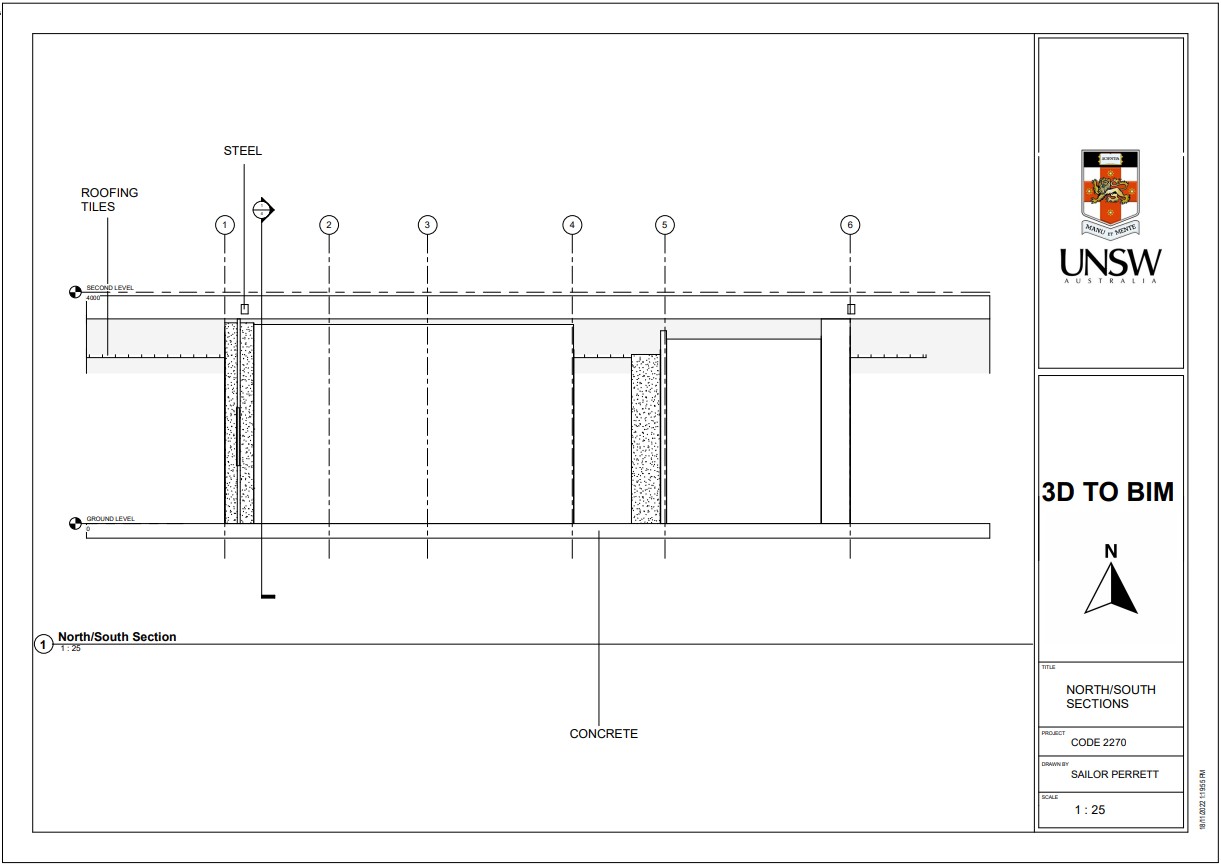 STEEL
ROOFING
TILES
1
2
3
4
5
6
SECOND LEVEL
4000
GROUND LEVEL
0
1
North/South Section
1 : 25
CONCRETE
SCIENTIA
MANU ET MENTE
UNSW
AUSTRALIA
3D TO BIM
N
TITLE
NORTH/SOUTH
SECTIONS
PROJECT
CODE 2270
DRAWN BY
SAILOR PERRETT
SCALE
1 : 25
18/11/2022 1:19:55 PM